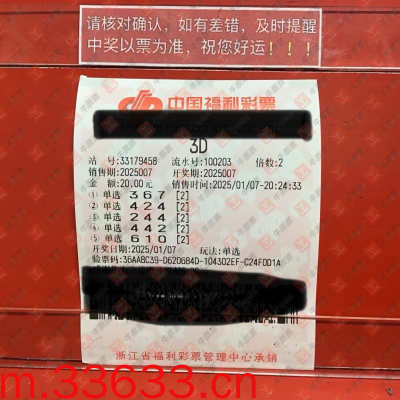 请核对确认，如有差错，及时提醒
中奖以票为准，祝您好运！！！
中国福利彩票
3D
站 号:33179458 流水号:100203 倍数:2
销售期:2025007 开奖期:2025007
金 额:20.00元 销售时间:2025/01/07-20:24:33
① 单选 3 6 7 [2]
② 单选 4 2 4 [2]
③ 单选 2 4 4 [2]
④ 单选 4 4 2 [2]
⑤ 单选 6 1 0 [2]
开奖日:2025/01/07 玩法:单选
验票码:36AA8C39-0620684D-104302EF-C24F0D1A
浙江省福利彩票管理中心承销
m.33633.cn